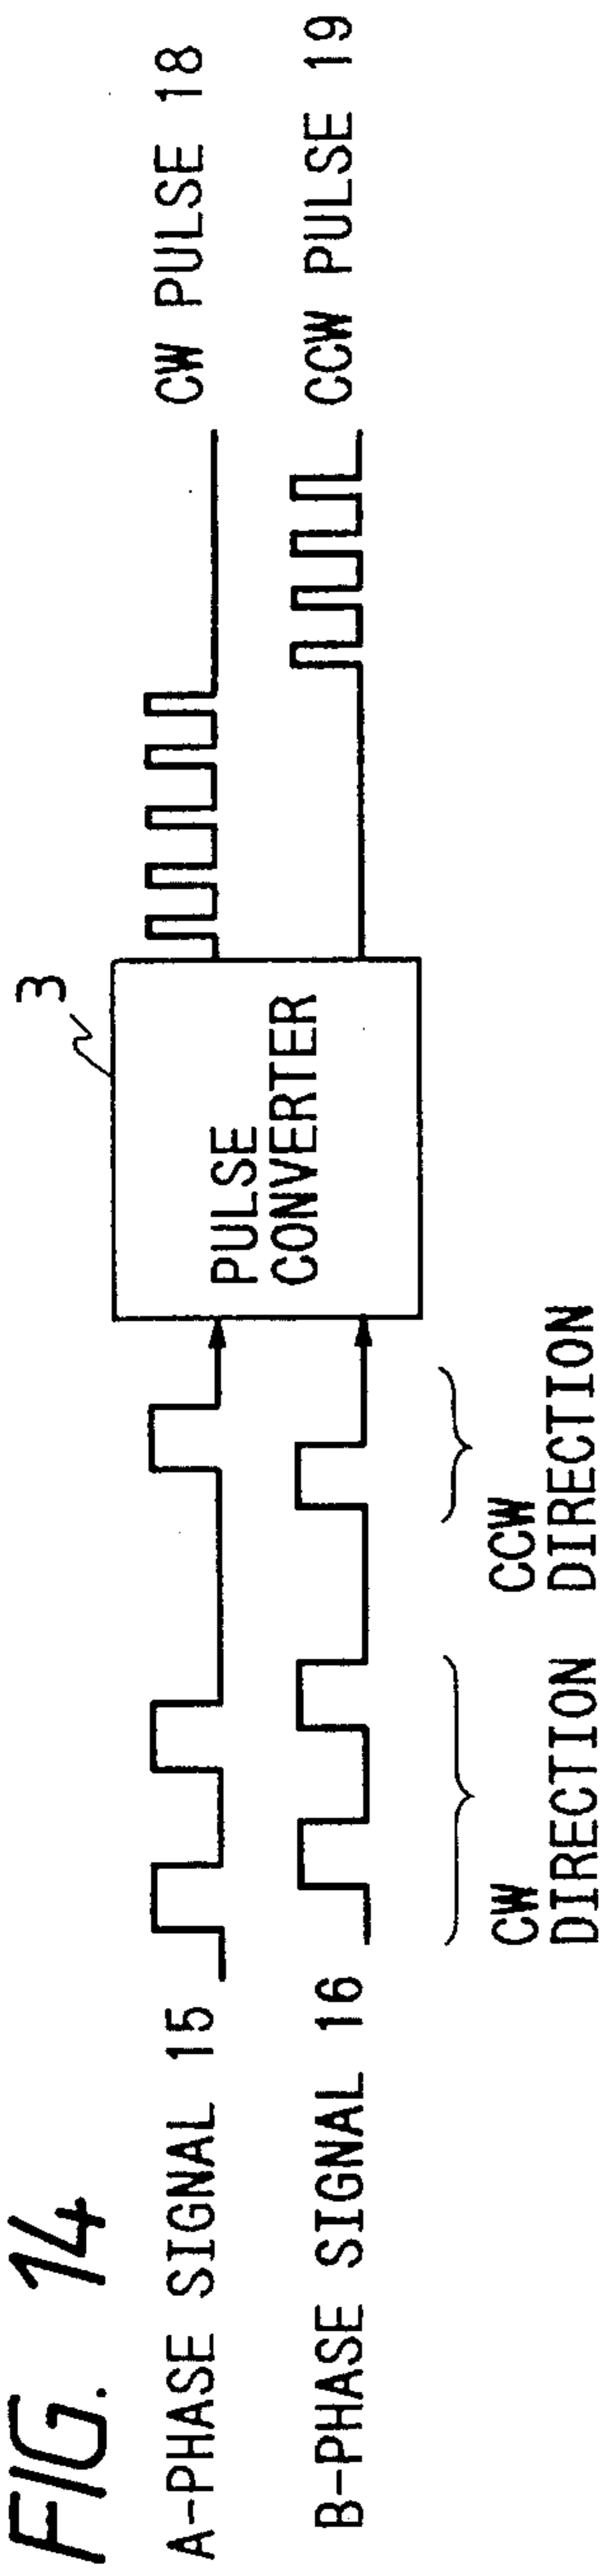 FIG. 14
A-PHASE SIGNAL 15
B-PHASE SIGNAL 16
CW
DIRECTION
CCW
DIRECTION
3
PULSE
CONVERTER
CW PULSE 18
CCW PULSE 19